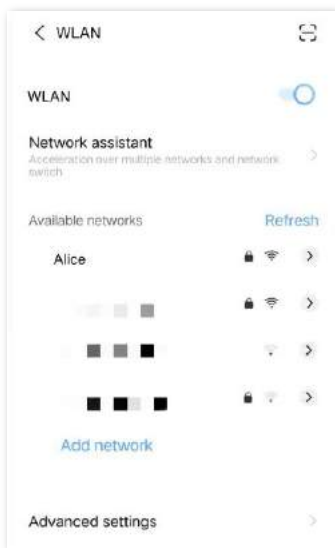 WLAN
WLAN
Network assistant
Acceleration over multiple networks and network
switch
Available networks Refresh
Alice
Add network
Advanced settings